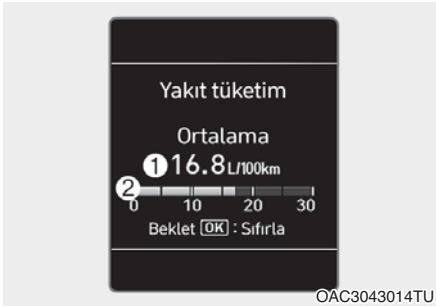 Yakıt tüketim
Ortalama
① 16.8 L/100km
②
0 10 20 30
Beklet OK : Sıfırla
OAC3043014TU